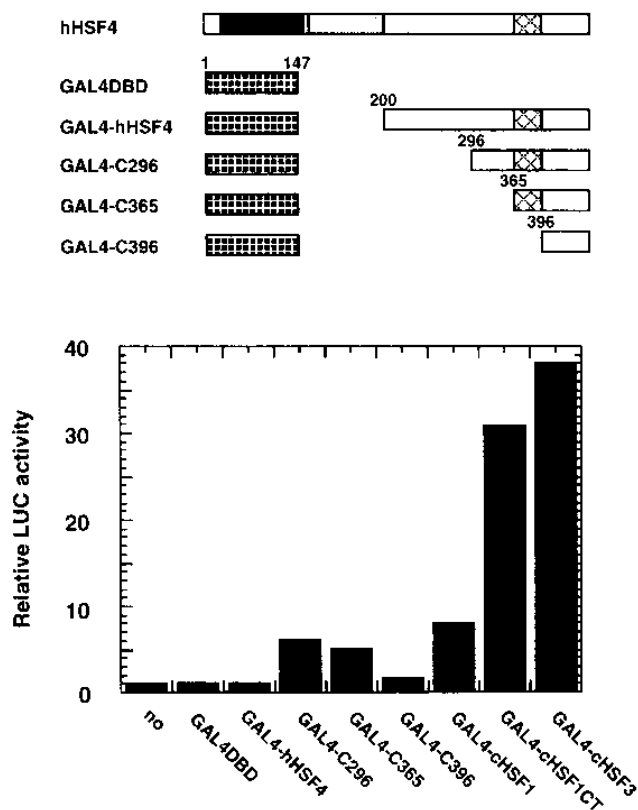 hHSF4
1 147
GAL4DBD
200
GAL4-hHSF4
296
GAL4-C296
365
GAL4-C365
396
GAL4-C396
40
30
20
10
0
Relative LUC activity
no
GAL4DBD
GAL4-hHSF4
GAL4-C296
GAL4-C365
GAL4-C396
GAL4-cHSF1
GAL4-cHSF1CT
GAL4-cHSF3